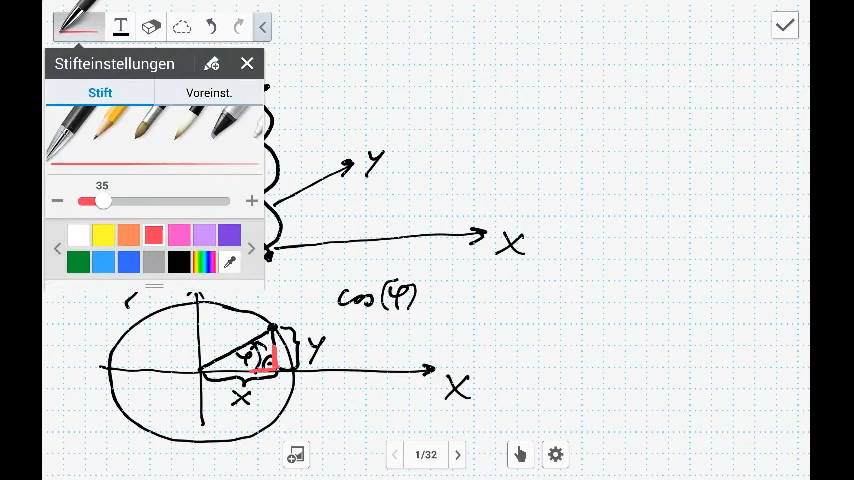 T
Stifteinstellungen
Stift Voreinst.
35
Y
X
cos(φ)
φ
Y
X
X
1/32